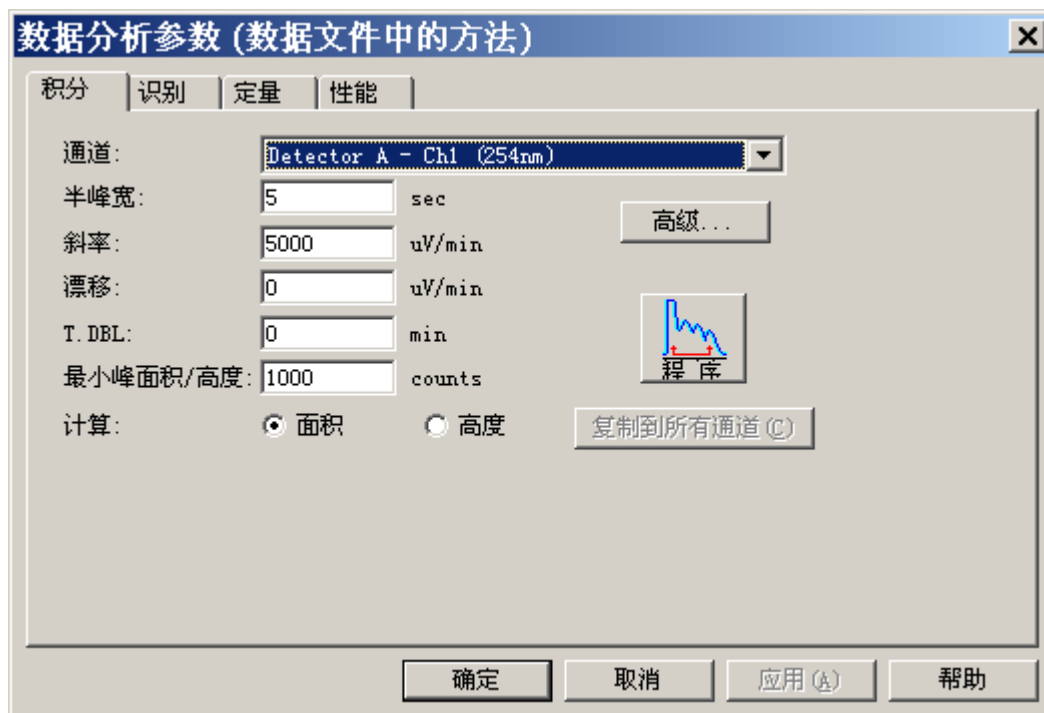 数据分析参数(数据文件中的方法)
积分 识别 定量 性能
通道: Detector A - Ch1 (254nm)
半峰宽: 5 sec
高级...
斜率: 5000 uV/min
漂移: 0 uV/min
T.DBL: 0 min
程序
最小峰面积/高度: 1000 counts
计算: 面积 高度 复制到所有通道(C)
确定 取消 应用(A) 帮助